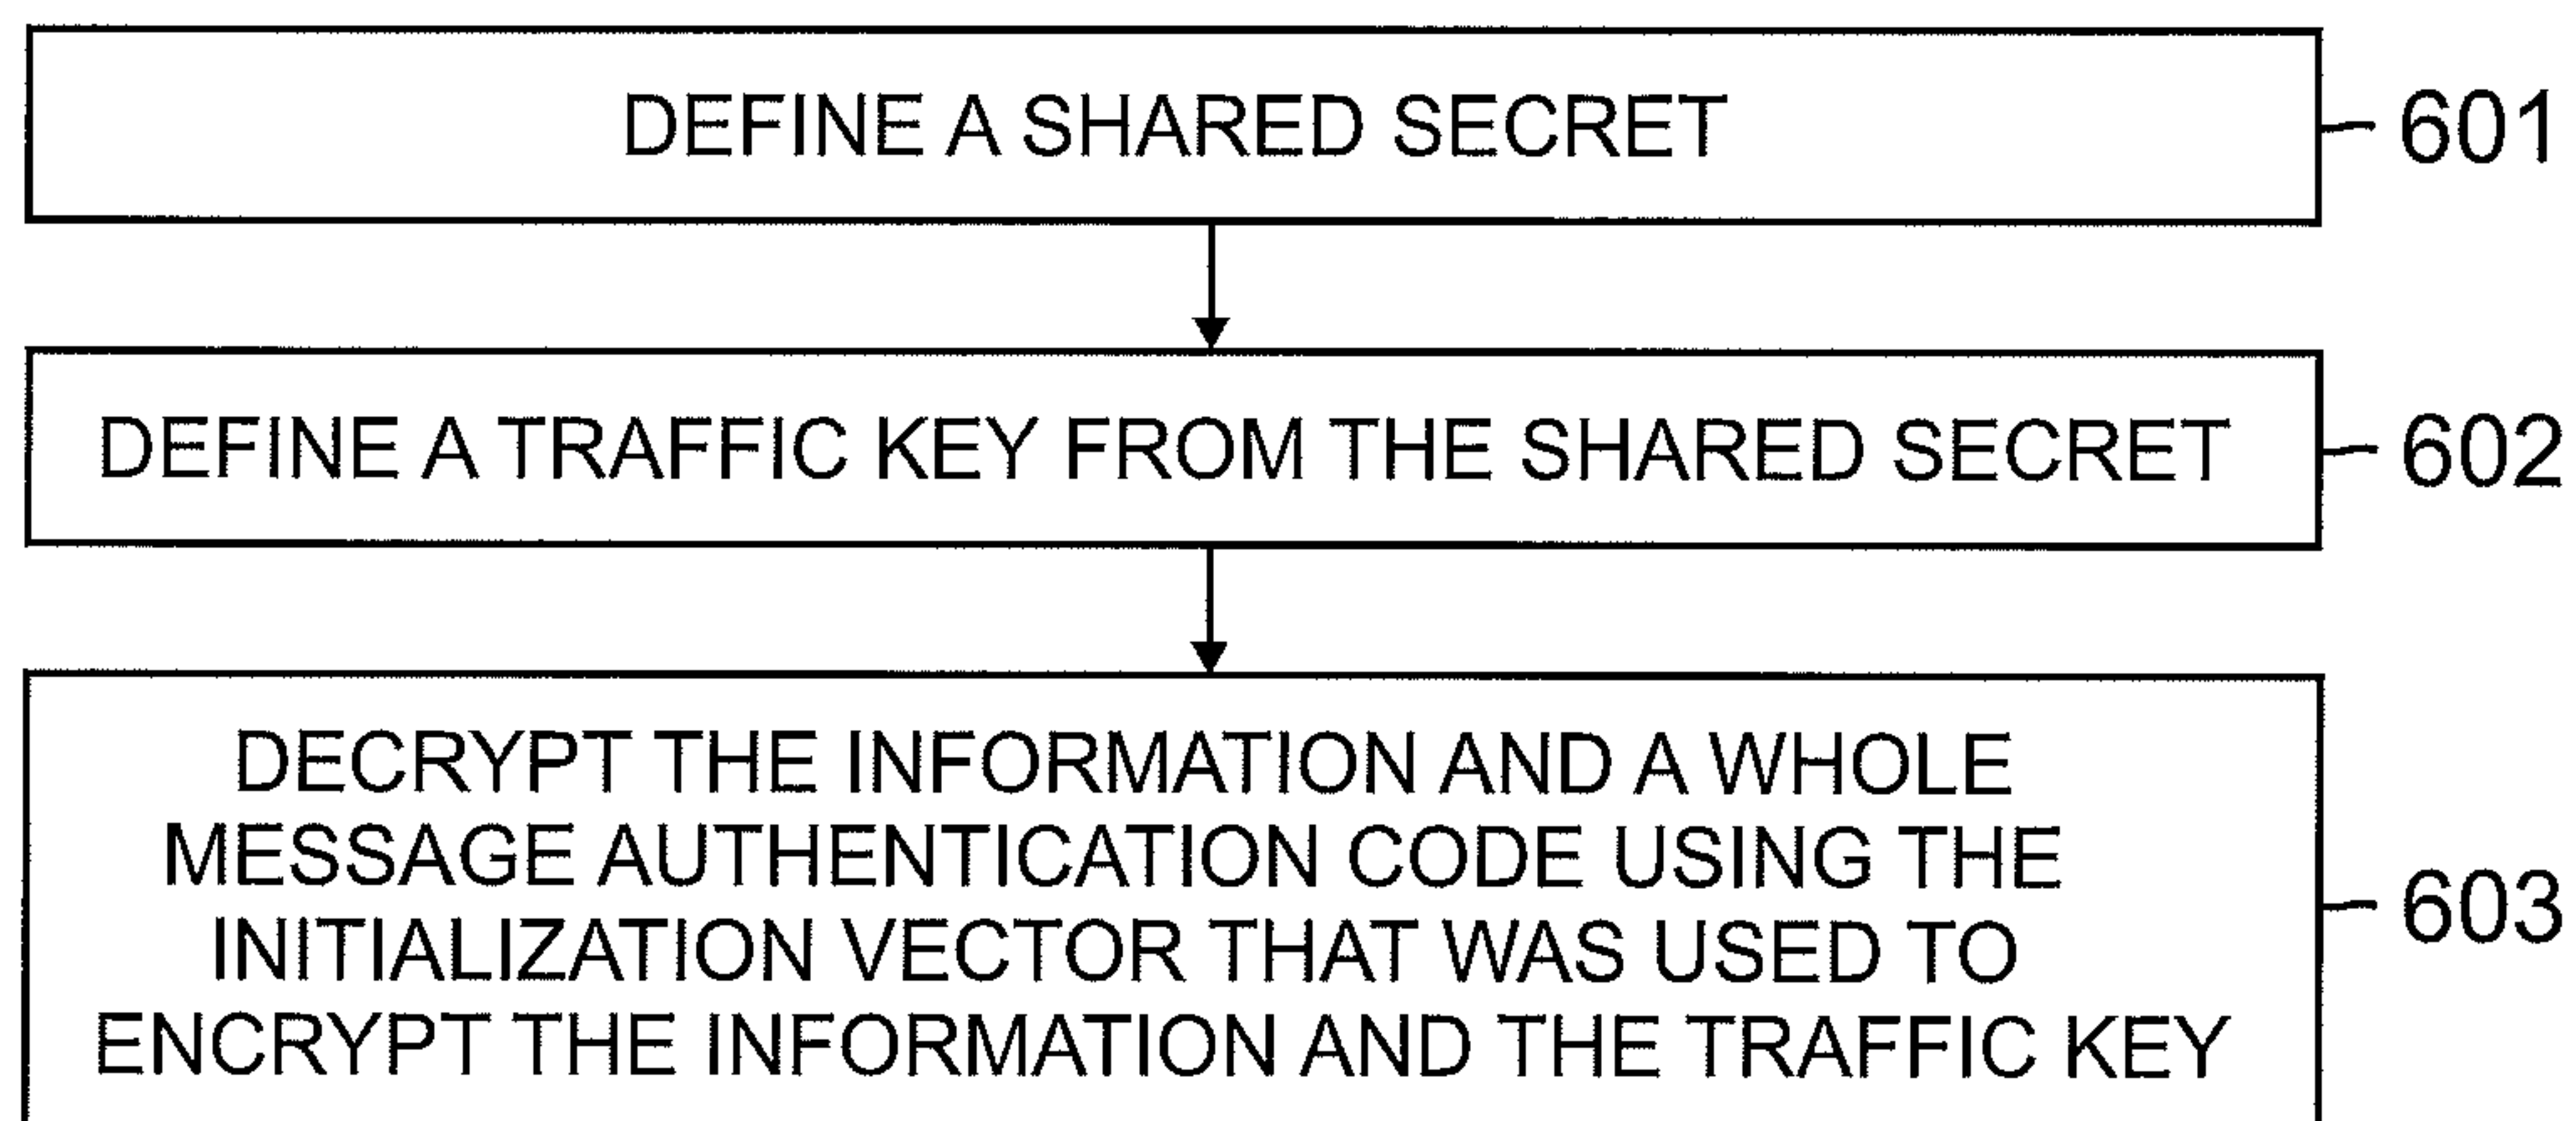 DEFINE A SHARED SECRET
601
DEFINE A TRAFFIC KEY FROM THE SHARED SECRET
602
DECRYPT THE INFORMATION AND A WHOLE
MESSAGE AUTHENTICATION CODE USING THE
INITIALIZATION VECTOR THAT WAS USED TO
ENCRYPT THE INFORMATION AND THE TRAFFIC KEY
603